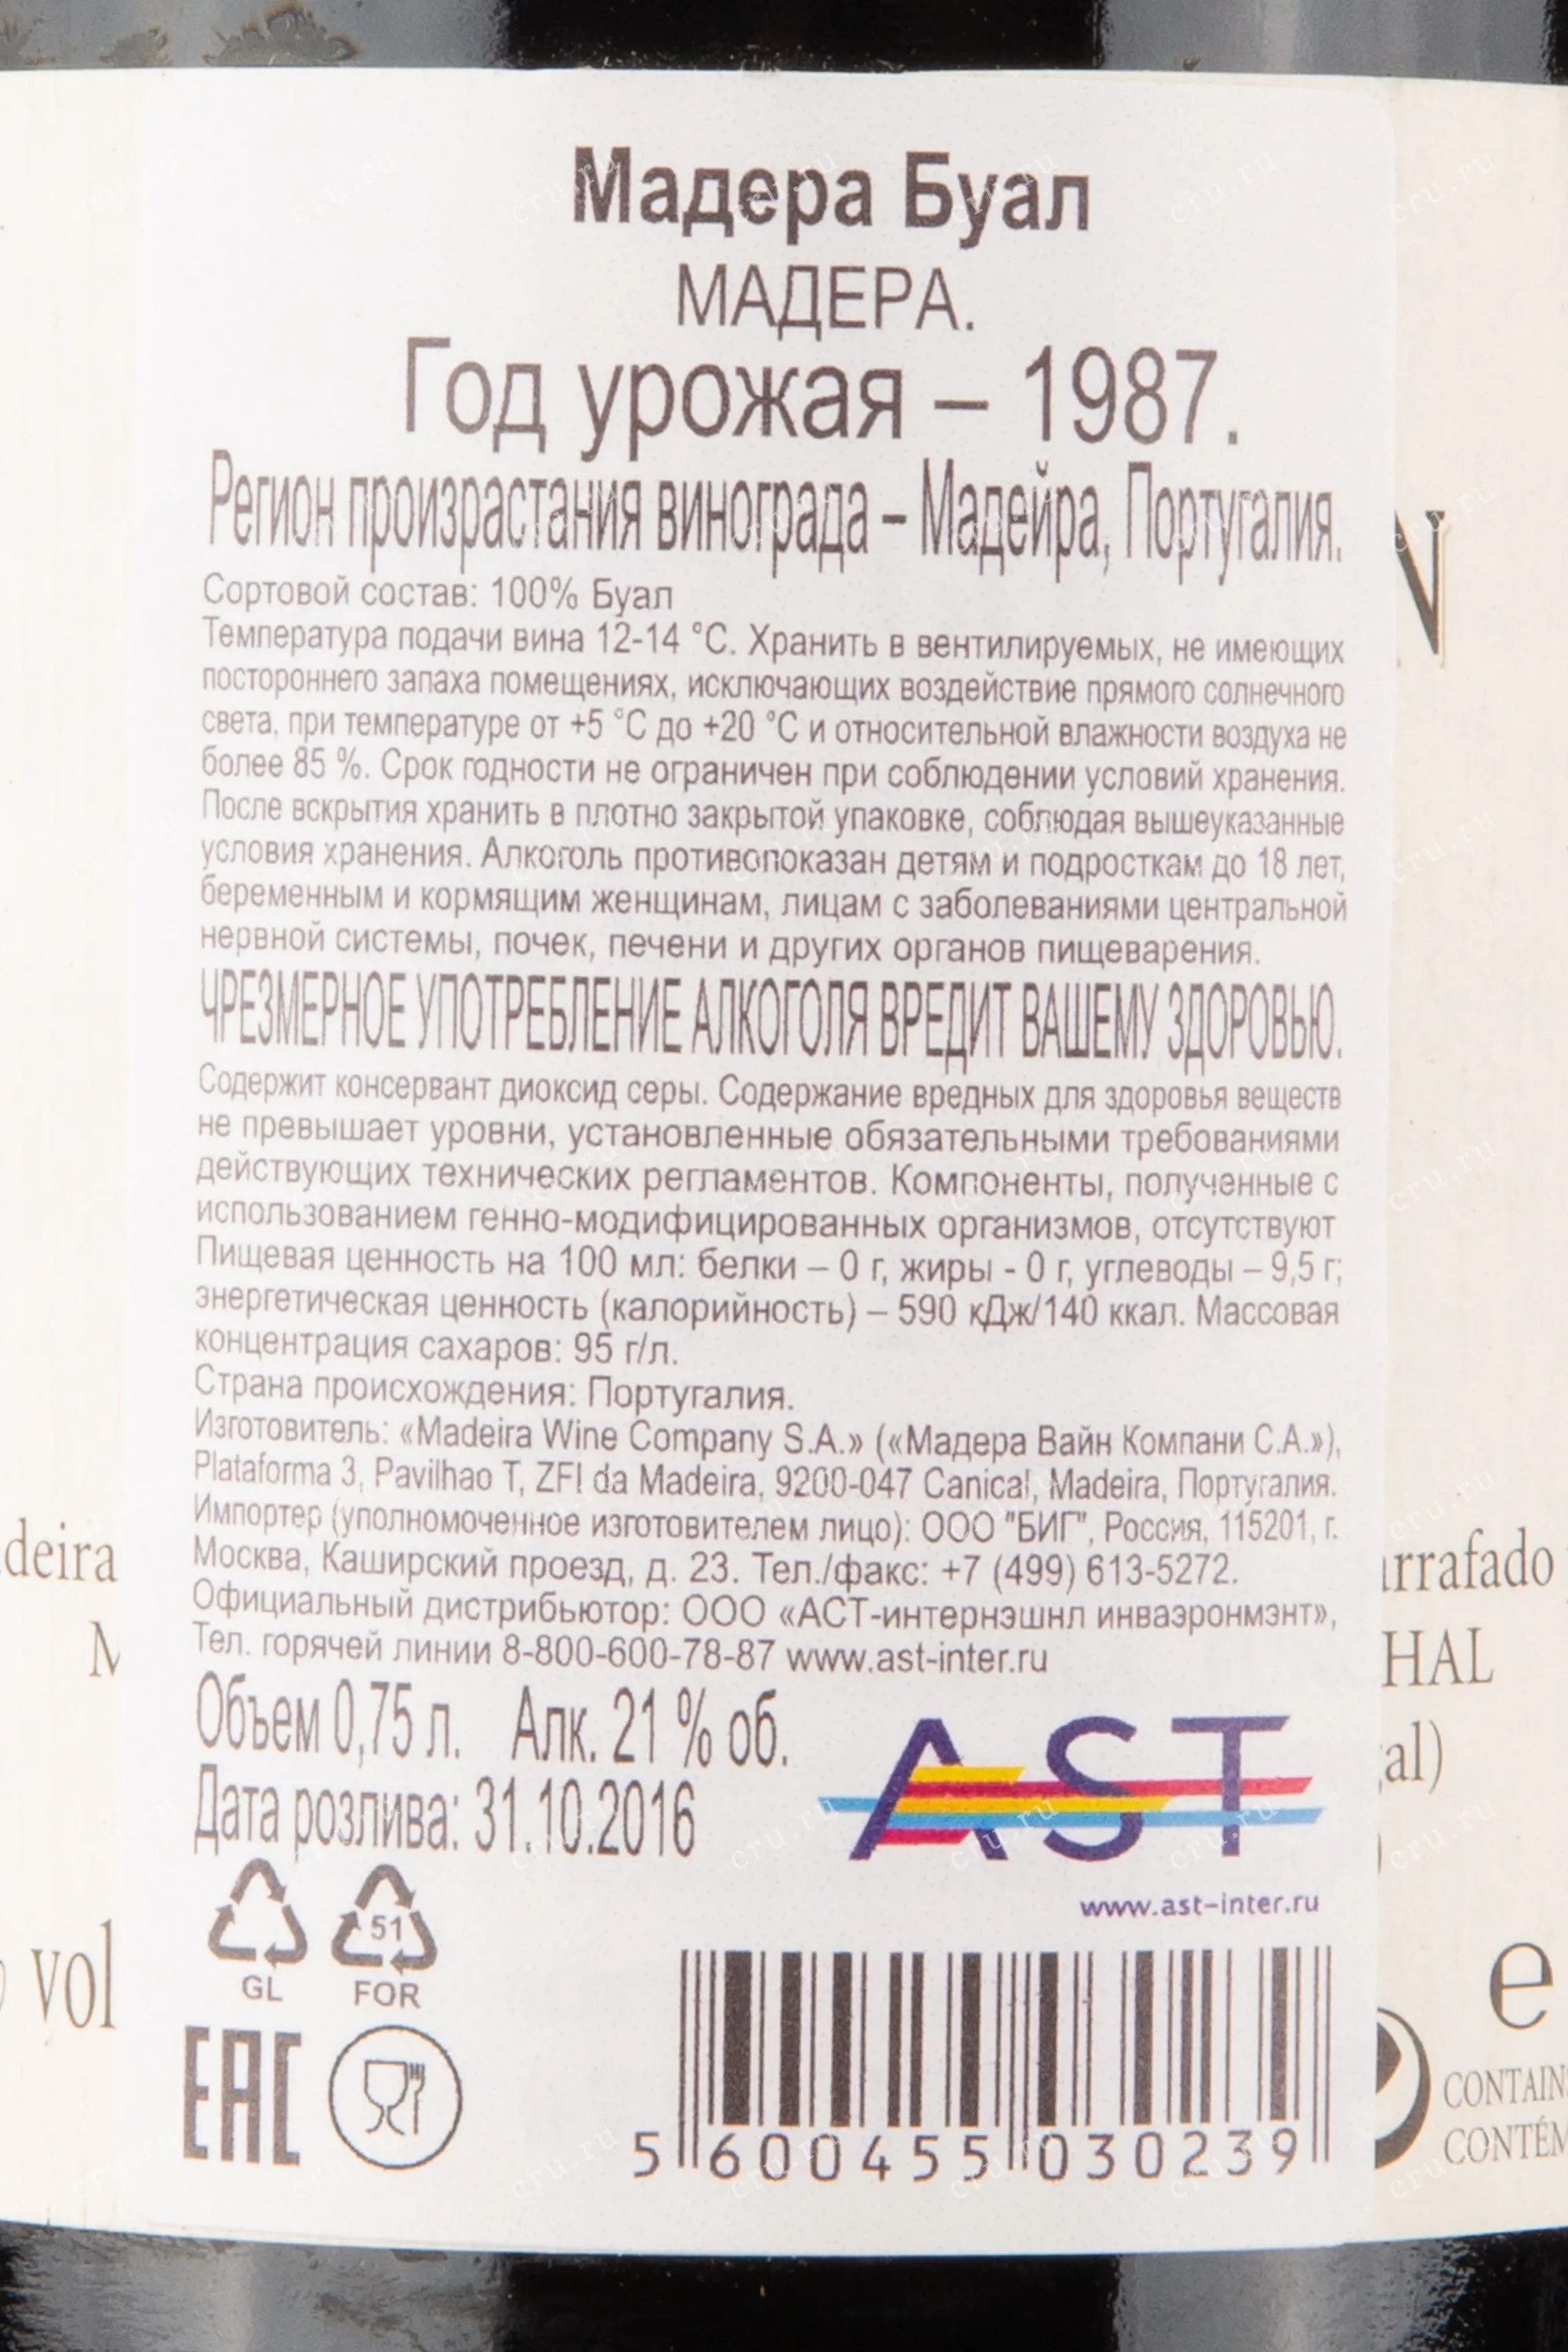 Мадера Буал
МАДЕРА.
Год урожая – 1987.
Регион произрастания винограда – Мадейра, Португалия.
Сортовой состав: 100% Буал
Температура подачи вина 12-14 °С. Хранить в вентилируемых, не имеющих
постороннего запаха помещениях, исключающих воздействие прямого солнечного
света, при температуре от +5 °С до +20 °С и относительной влажности воздуха не
более 85 %. Срок годности не ограничен при соблюдении условий хранения.
После вскрытия хранить в плотно закрытой упаковке, соблюдая вышеуказанные
условия хранения. Алкоголь противопоказан детям и подросткам до 18 лет,
беременным и кормящим женщинам, лицам с заболеваниями центральной
нервной системы, почек, печени и других органов пищеварения.
ЧРЕЗМЕРНОЕ УПОТРЕБЛЕНИЕ АЛКОГОЛЯ ВРЕДИТ ВАШЕМУ ЗДОРОВЬЮ.
Содержит консервант диоксид серы. Содержание вредных для здоровья веществ
не превышает уровни, установленные обязательными требованиями
действующих технических регламентов. Компоненты, полученные с
использованием генно-модифицированных организмов, отсутствуют
Пищевая ценность на 100 мл: белки – 0 г, жиры - 0 г, углеводы – 9,5 г;
энергетическая ценность (калорийность) – 590 кДж/140 ккал. Массовая
концентрация сахаров: 95 г/л.
Страна происхождения: Португалия.
Изготовитель: «Madeira Wine Company S.A.» («Мадера Вайн Компани С.А.»),
Plataforma 3, Pavilhao T, ZFI da Madeira, 9200-047 Canical, Madeira, Португалия.
Импортер (уполномоченное изготовителем лицо): ООО "БИГ", Россия, 115201, г.
Москва, Каширский проезд, д. 23. Тел./факс: +7 (499) 613-5272.
Официальный дистрибьютор: ООО «АСТ-интернэшнл инваэронмэнт»,
Тел. горячей линии 8-800-600-78-87 www.ast-inter.ru
Объем 0,75 л. Алк. 21 % об.
Дата розлива: 31.10.2016
AST
www.ast-inter.ru
51
GL FOR
EAC
5 600455 030239
N
deira
M
vol
arrafado
HAL
gal)
e
CONTAIN
CONTÉM
cru.ru